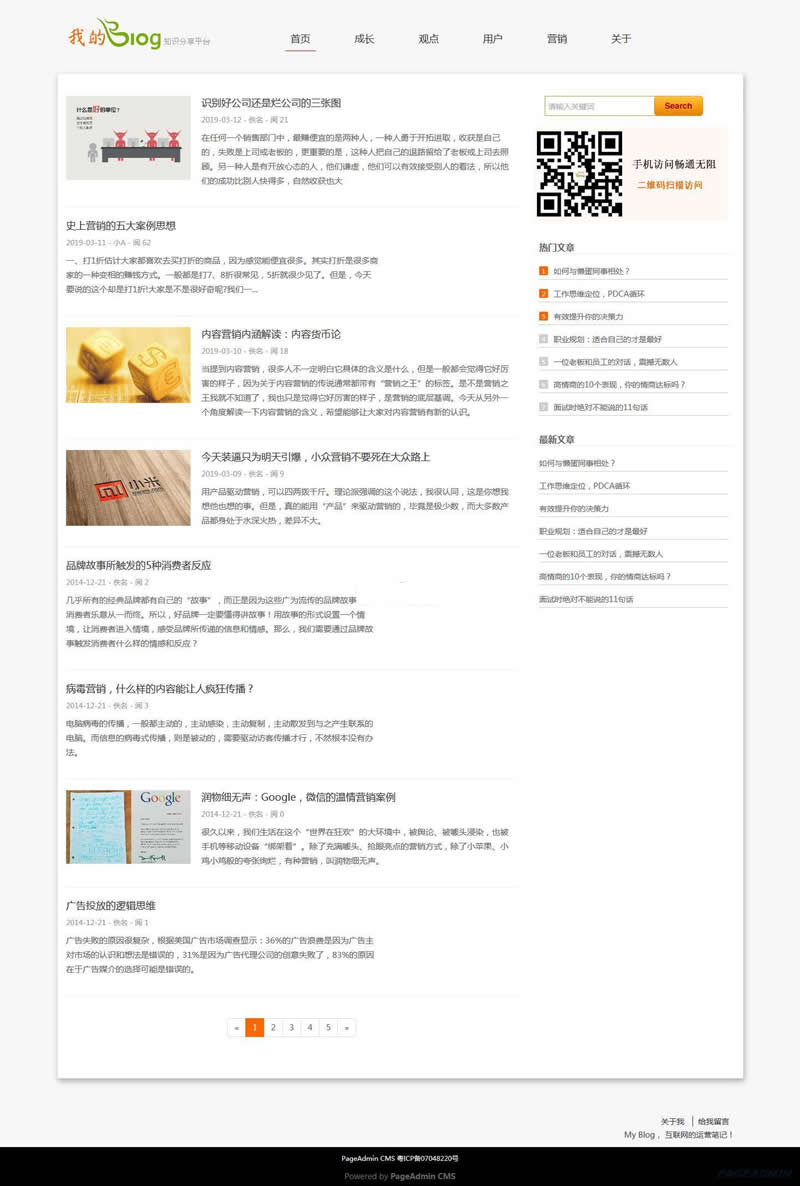 我的Blog 知识分享平台
首页 成长 观点 用户 营销 关于
什么是好的单位?
识别好公司还是烂公司的三张图
2019-03-12 - 佚名 - 阅 21
在任何一个销售部门中，最赚便宜的是两种人，一种人勇于开拓进取，收获是自己
的，失败是上司或老板的，更重要的是，这种人把自己的退路留给了老板或上司去照
顾。另一种人是有开放心态的人，他们谦虚，他们可以有效接受别人的看法，所以他
们的成功比别人快得多，自然收获也大
史上营销的五大案例思想
2019-03-11 - 小A - 阅 62
一、打1折估计大家都喜欢去买打折的商品，因为感觉能便宜很多。其实打折是很多商
家的一种变相的赚钱方式。一般都是打7、8折很常见，5折就很少见了。但是，今天
要说的这个却是打1折!大家是不是很好奇呢?我们一...
内容营销内涵解读：内容货币论
2019-03-10 - 佚名 - 阅 18
当提到内容营销，很多人不一定明白它具体的含义是什么，但是一般都会觉得它好厉
害的样子，因为关于内容营销的传说通常都带有“营销之王”的标签。是不是营销之
王我就不知道了，我也只是觉得它好厉害的样子，是营销的底层基调。今天从另外一
个角度解读一下内容营销的含义，希望能够让大家对内容营销有新的认识。
小米
今天装逼只为明天引爆，小众营销不要死在大众路上
2019-03-09 - 佚名 - 阅 9
用产品驱动营销，可以四两拨千斤。理论派强调的这个说法，我很认同，这是你想我
想他也想的事。但是，真的能用“产品”来驱动营销的，毕竟是极少数，而大多数产
品都身处于水深火热，差异不大。
品牌故事所触发的5种消费者反应
2014-12-21 - 佚名 - 阅 2
几乎所有的经典品牌都有自己的“故事”，而正是因为这些广为流传的品牌故事
消费者乐意从一而终。所以，好品牌一定要懂得讲故事！用故事的形式设置一个情
境，让消费者进入情境，感受品牌所传递的信息和情感。那么，我们需要通过品牌故
事触发消费者什么样的情感和反应？
病毒营销，什么样的内容能让人疯狂传播？
2014-12-21 - 佚名 - 阅 3
电脑病毒的传播，一般都主动的，主动感染，主动复制，主动散发到与之产生联系的
电脑。而信息的病毒式传播，则是被动的，需要驱动访客传播才行，不然根本没有办
法。
Google
润物细无声：Google，微信的温情营销案例
2014-12-21 - 佚名 - 阅 0
很久以来，我们生活在这个“世界在狂欢”的大环境中，被舆论、被噱头浸染，也被
手机等移动设备“绑架着”。除了充满噱头、抢眼亮点的营销方式，除了小苹果、小
鸡小鸡般的夸张绚烂，有种营销，叫润物细无声。
广告投放的逻辑思维
2014-12-21 - 佚名 - 阅 1
广告失败的原因很复杂，根据美国广告市场调查显示：36%的广告浪费是因为广告主
对市场的认识和想法是错误的，31%是因为广告代理公司的创意失败了，83%的原因
在于广告媒介的选择可能是错误的。
« 1 2 3 4 5 »
请输入关键词 Search
手机访问畅通无阻
二维码扫描访问
热门文章
1 如何与懒蛋同事相处？
2 工作思维定位，PDCA循环
3 有效提升你的决策力
4 职业规划：适合自己的才是最好
5 一位老板和员工的对话，震撼无数人
6 高情商的10个表现，你的情商达标吗？
7 面试时绝对不能说的11句话
最新文章
如何与懒蛋同事相处？
工作思维定位，PDCA循环
有效提升你的决策力
职业规划：适合自己的才是最好
一位老板和员工的对话，震撼无数人
高情商的10个表现，你的情商达标吗？
面试时绝对不能说的11句话
关于我 | 给我留言
My Blog， 互联网的运营笔记！
PageAdmin CMS 粤ICP备07048220号
Powered by PageAdmin CMS
PAGEADMIN